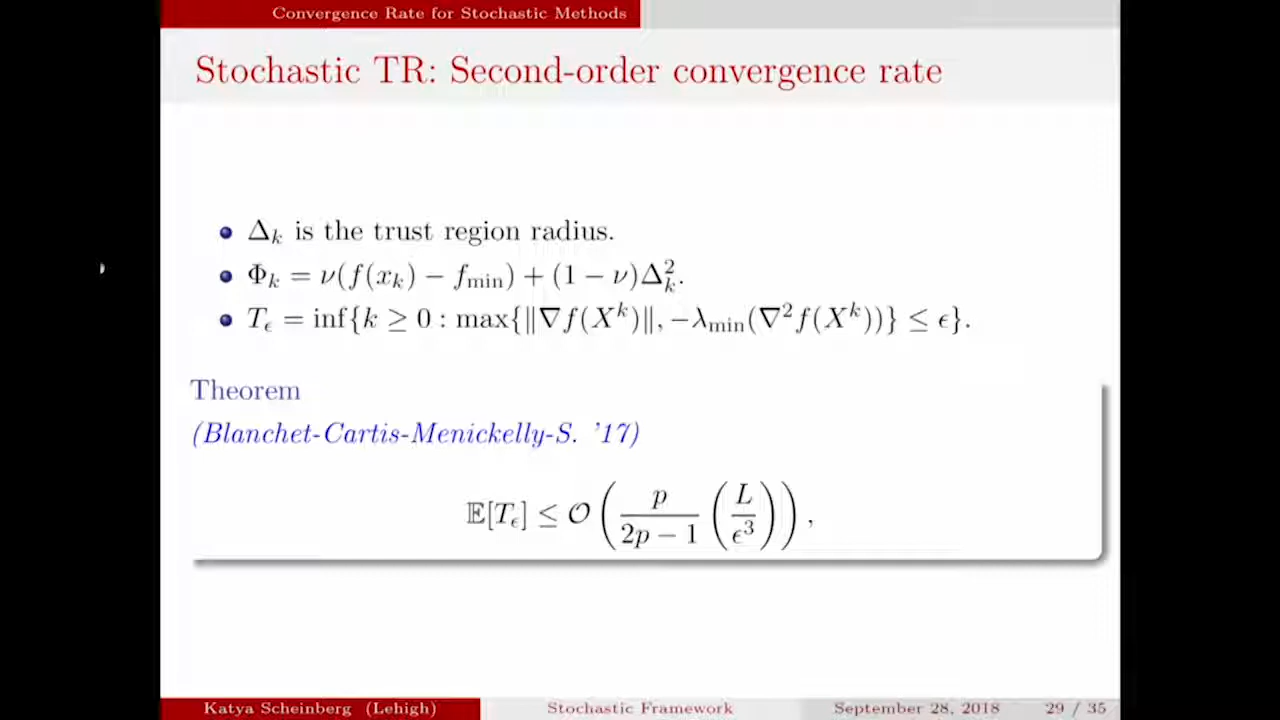 Convergence Rate for Stochastic Methods
Stochastic TR: Second-order convergence rate
Δ_k is the trust region radius.
Φ_k = ν(f(x_k) − f_min) + (1 − ν)Δ_k^2.
T_ϵ = inf{k ≥ 0 : max{‖∇f(X^k)‖, −λ_min(∇^2 f(X^k))} ≤ ϵ}.
Theorem
(Blanchet-Cartis-Menickelly-S. '17)
𝔼[T_ϵ] ≤ 𝒪(p/(2p − 1) (L/ϵ^3)),
Katya Scheinberg (Lehigh) Stochastic Framework September 28, 2018 29 / 35